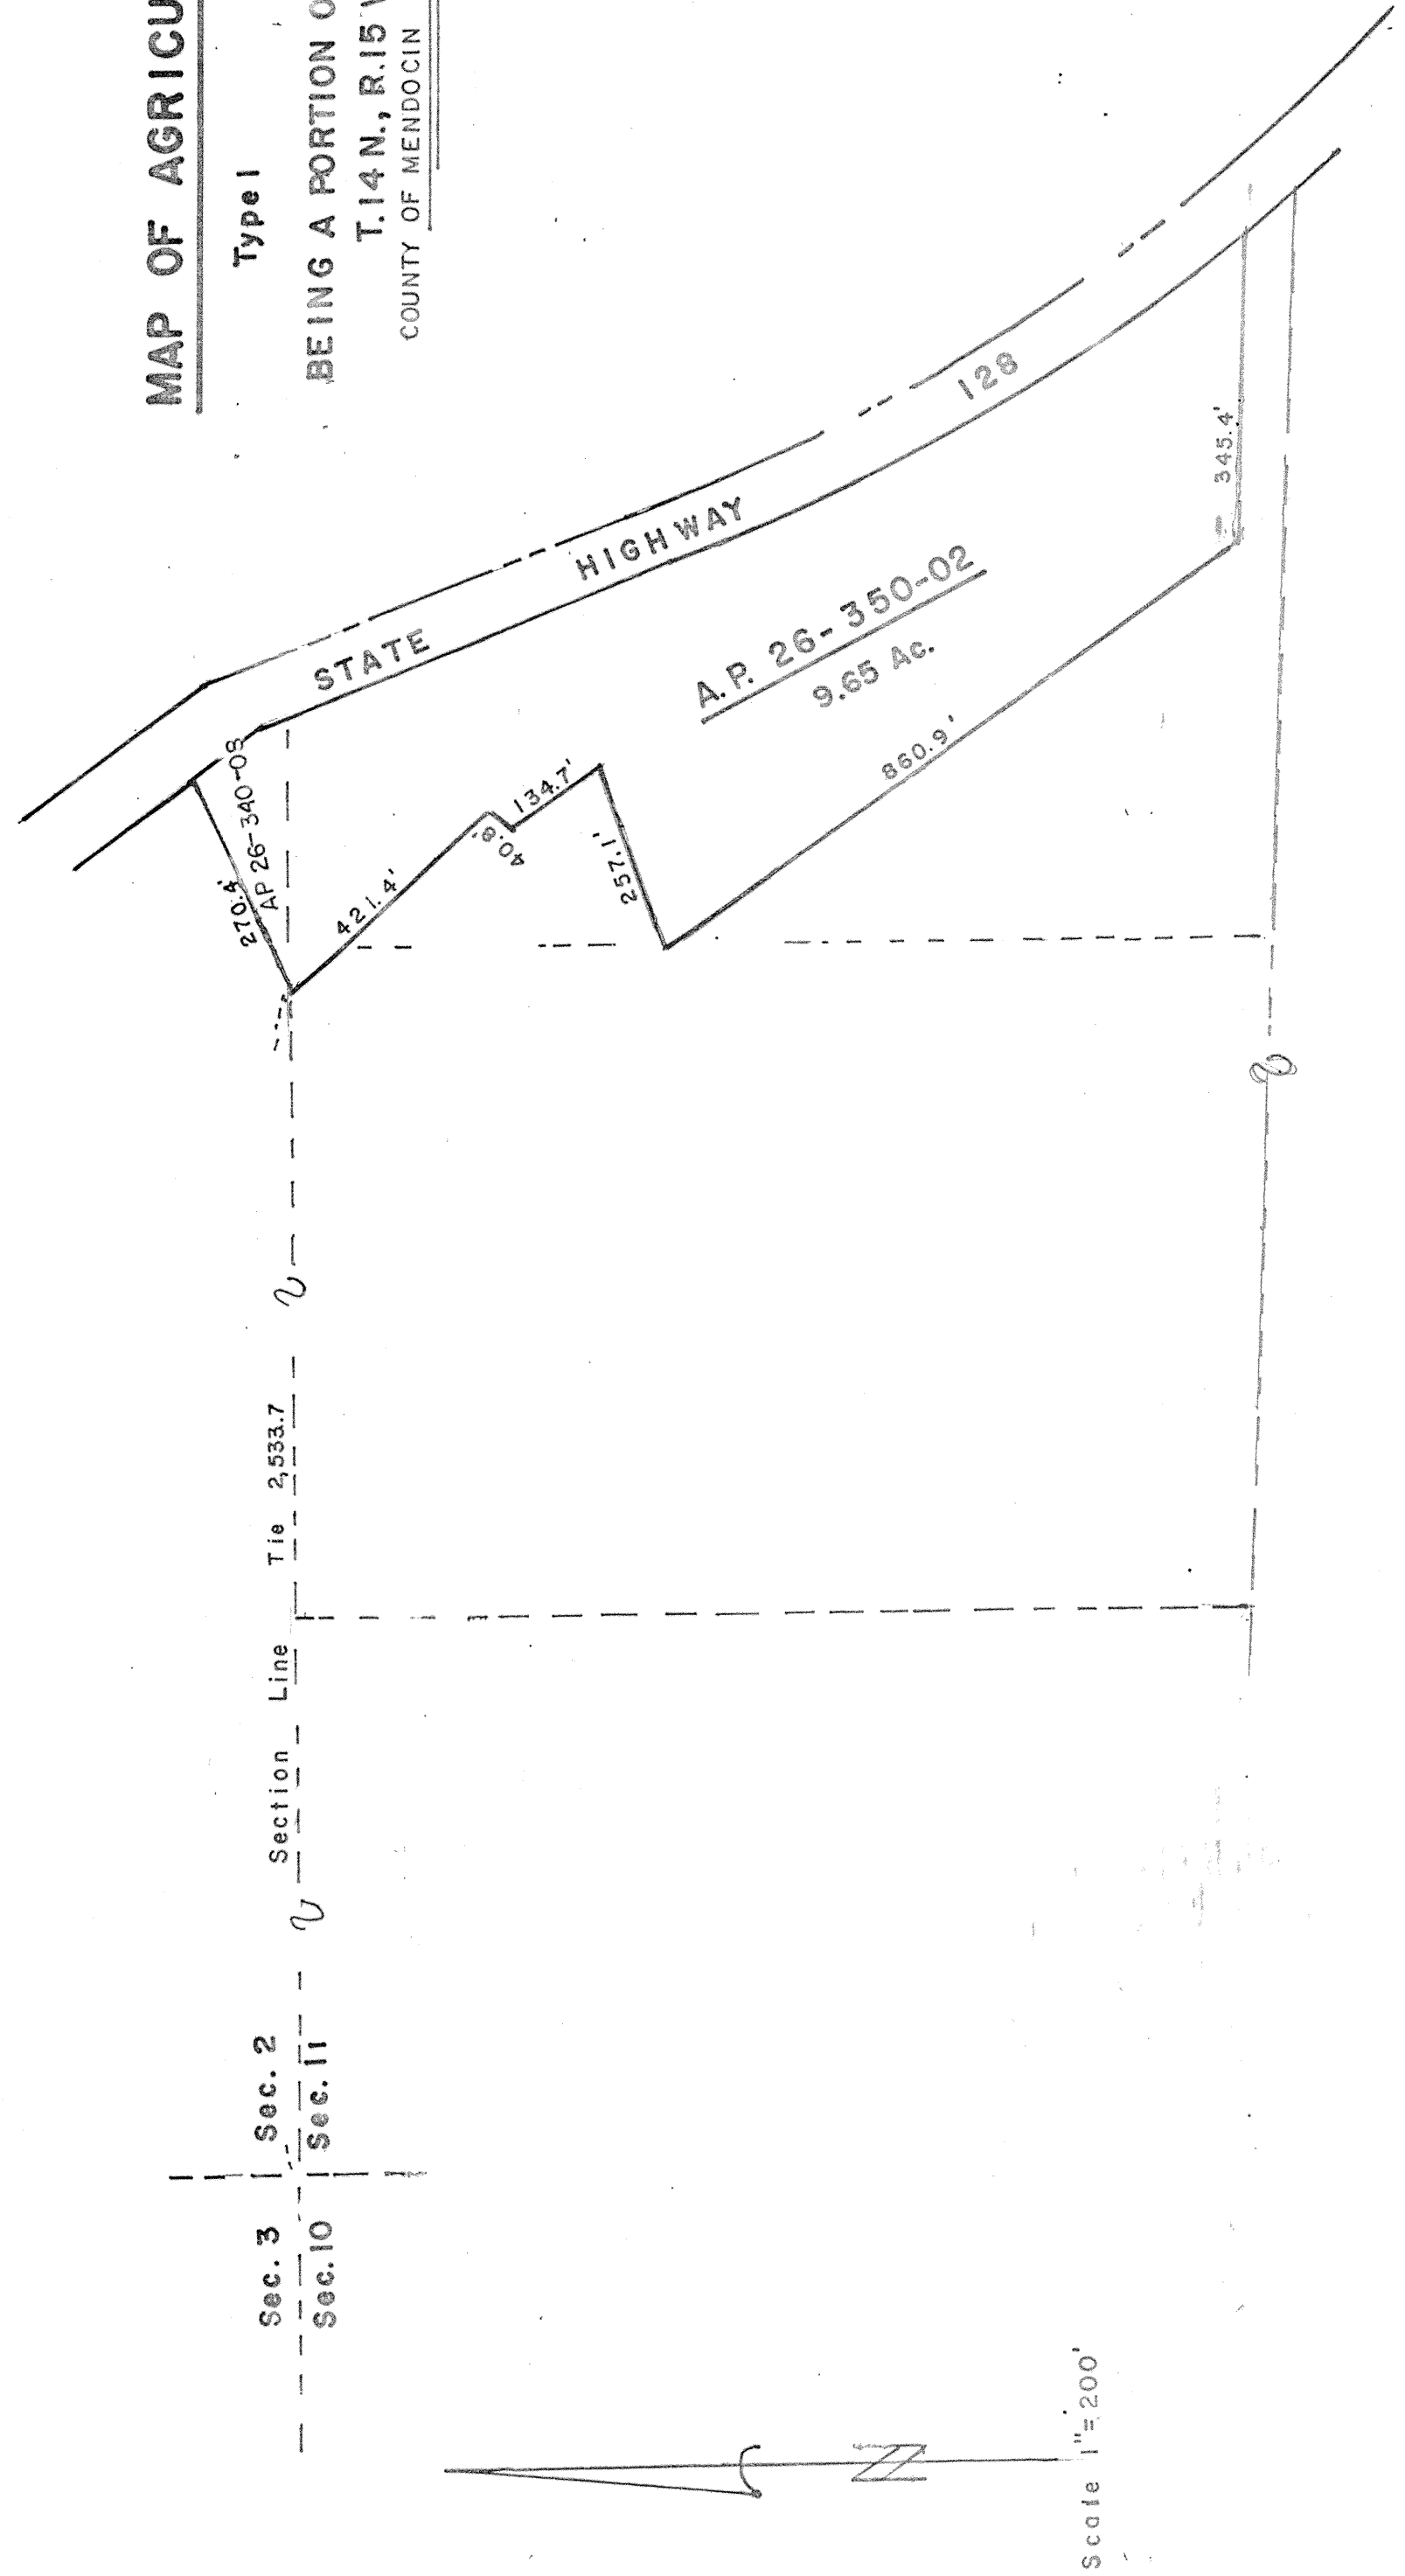 MAP OF AGRICU
Type I
BEING A PORTION O
T.14 N., R.15
COUNTY OF MENDOCIN
STATE HIGHWAY 128
AP 26-340-08
270.4'
421.4'
40.8'
134.7'
257.1'
A.P. 26-350-02
9.65 Ac.
860.9'
345.4'
Section Line Tie 2,533.7
Sec. 3 Sec. 2
Sec. 10 Sec. 11
Scale 1"=200'
N